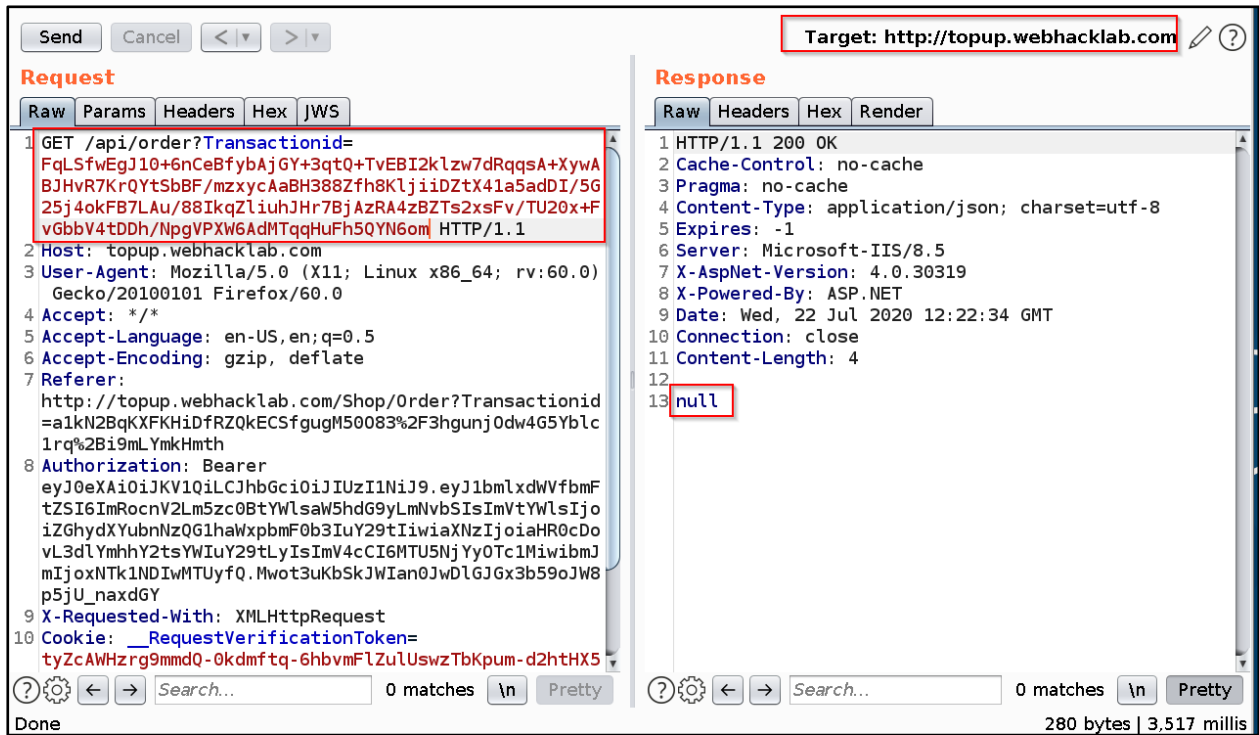 Send Cancel < > Target: http://topup.webhacklab.com
Request
Raw Params Headers Hex JWS
1 GET /api/order?Transactionid=
FqLSfwEgJ10+6nCeBfybAjGY+3qtQ+TvEBI2klzw7dRqqsA+XywA
BJHvR7KrQYtSbBF/mzxycAaBH388Zfh8KljiiDZtX41a5adDI/5G
25j4okFB7LAu/88IkqZliuhJHr7BjAzRA4zBZTs2xsFv/TU20x+F
vGbbV4tDDh/NpgVPXW6AdMTqqHuFh5QYN6om HTTP/1.1
2 Host: topup.webhacklab.com
3 User-Agent: Mozilla/5.0 (X11; Linux x86_64; rv:60.0)
Gecko/20100101 Firefox/60.0
4 Accept: */*
5 Accept-Language: en-US,en;q=0.5
6 Accept-Encoding: gzip, deflate
7 Referer:
http://topup.webhacklab.com/Shop/Order?Transactionid
=a1kN2BqKXFKHiDfRZQkECSfgugM50083%2F3hgunjOdw4G5Yblc
1rq%2Bi9mLYmkHmth
8 Authorization: Bearer
eyJ0eXAiOiJKV1QiLCJhbGciOiJIUzI1NiJ9.eyJ1bmlxdWVfbmF
tZSI6ImRocnV2Lm5zc0BtYWlsaW5hdG9yLmNvbSIsImVtYWlsIjo
iZGhydXYubnNzQG1haWxpbmF0b3IuY29tIiwiaXNzIjoiaHR0cDo
vL3dlYmhhY2tsYWIuY29tLyIsImV4cCI6MTU5NjYyOTc1MiwibmJ
mIjoxNTk1NDIwMTUyfQ.Mwot3uKbSkJWIan0JwDlGJGx3b59oJW8
p5jU_naxdGY
9 X-Requested-With: XMLHttpRequest
10 Cookie: __RequestVerificationToken=
tyZcAWHzrg9mmdQ-0kdmftq-6hbvmFlZulUswzTbKpum-d2htHX5
Search... 0 matches \n Pretty
Response
Raw Headers Hex Render
1 HTTP/1.1 200 OK
2 Cache-Control: no-cache
3 Pragma: no-cache
4 Content-Type: application/json; charset=utf-8
5 Expires: -1
6 Server: Microsoft-IIS/8.5
7 X-AspNet-Version: 4.0.30319
8 X-Powered-By: ASP.NET
9 Date: Wed, 22 Jul 2020 12:22:34 GMT
10 Connection: close
11 Content-Length: 4
12
13 null
Search... 0 matches \n Pretty
Done 280 bytes | 3,517 millis